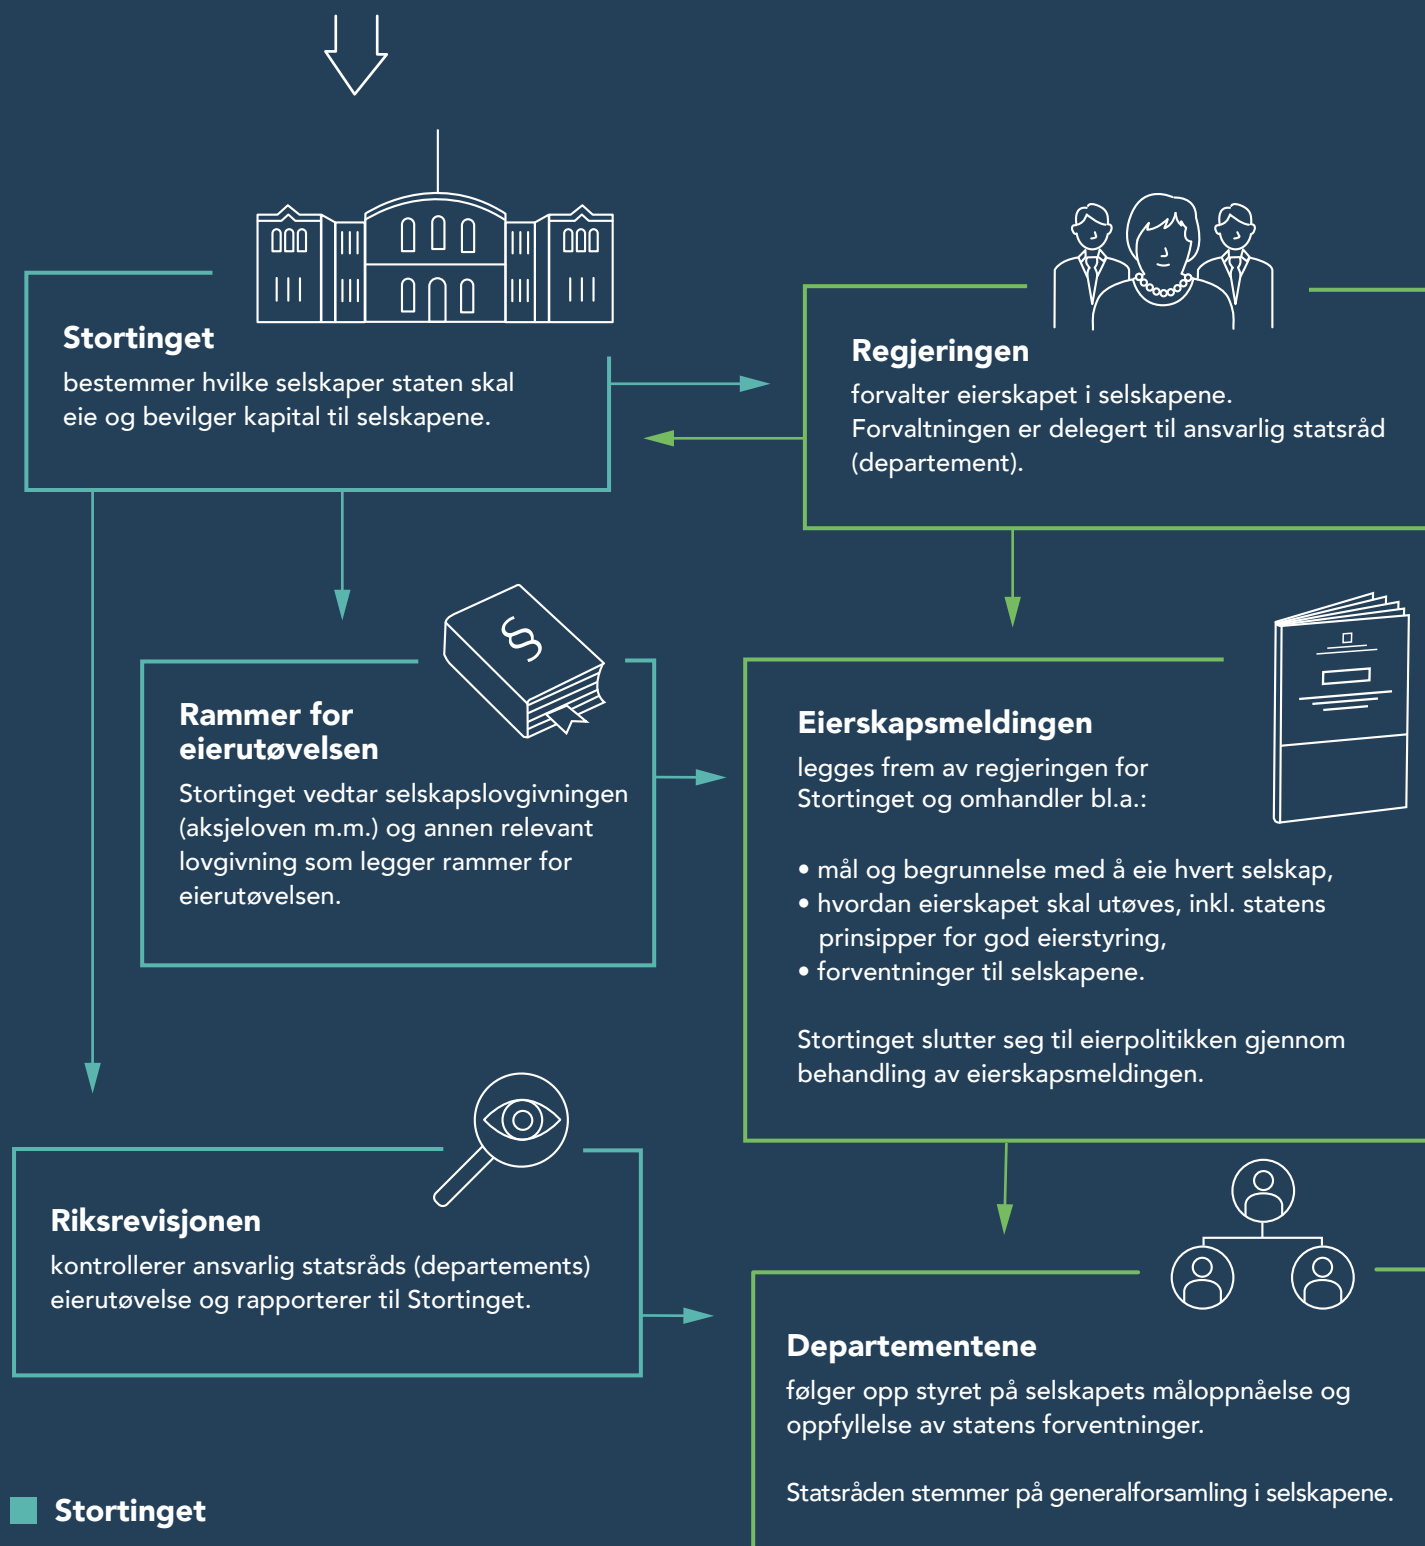 Stortinget
bestemmer hvilke selskaper staten skal
eie og bevilger kapital til selskapene.
Regjeringen
forvalter eierskapet i selskapene.
Forvaltningen er delegert til ansvarlig statsråd
(departement).
§
Rammer for
eierutøvelsen
Stortinget vedtar selskapslovgivningen
(aksjeloven m.m.) og annen relevant
lovgivning som legger rammer for
eierutøvelsen.
Eierskapsmeldingen
legges frem av regjeringen for
Stortinget og omhandler bl.a.:
• mål og begrunnelse med å eie hvert selskap,
• hvordan eierskapet skal utøves, inkl. statens
prinsipper for god eierstyring,
• forventninger til selskapene.
Stortinget slutter seg til eierpolitikken gjennom
behandling av eierskapsmeldingen.
Riksrevisjonen
kontrollerer ansvarlig statsråds (departements)
eierutøvelse og rapporterer til Stortinget.
Departementene
følger opp styret på selskapets måloppnåelse og
oppfyllelse av statens forventninger.
Statsråden stemmer på generalforsamling i selskapene.
Stortinget